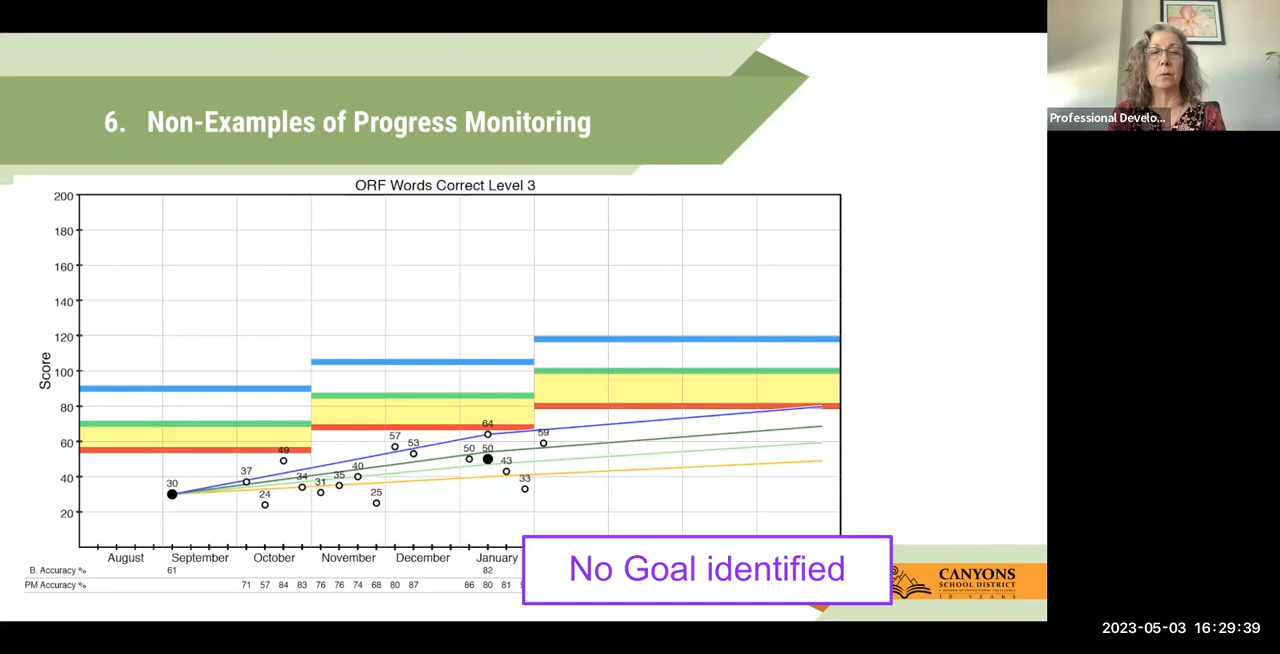 6. Non-Examples of Progress Monitoring
Professional Develo...
ORF Words Correct Level 3
200
180
160
140
120
100
80
60
40
20
Score
30
37
24
49
34
31
35
40
25
57
53
50
64
50
43
33
59
August September October November December January
B. Accuracy % 61 82
PM Accuracy % 71 57 84 83 76 76 74 68 80 87 86 80 81
No Goal identified
CANYONS
SCHOOL DISTRICT
10 YEARS
2023-05-03 16:29:39